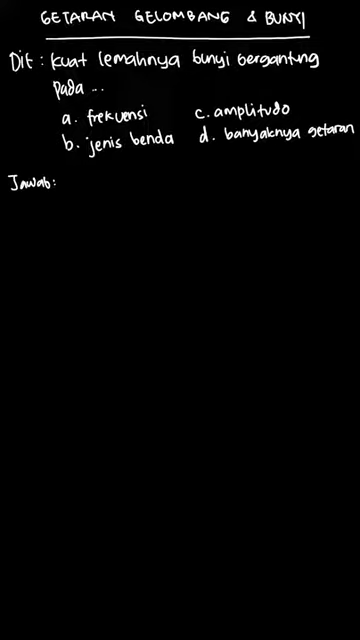 GETARAN GELOMBANG & BUNYI
Dit : Kuat lemahnya bunyi bergantung
pada ...
a. frekuensi c. amplitudo
b. jenis benda d. banyaknya getaran
Jawab: